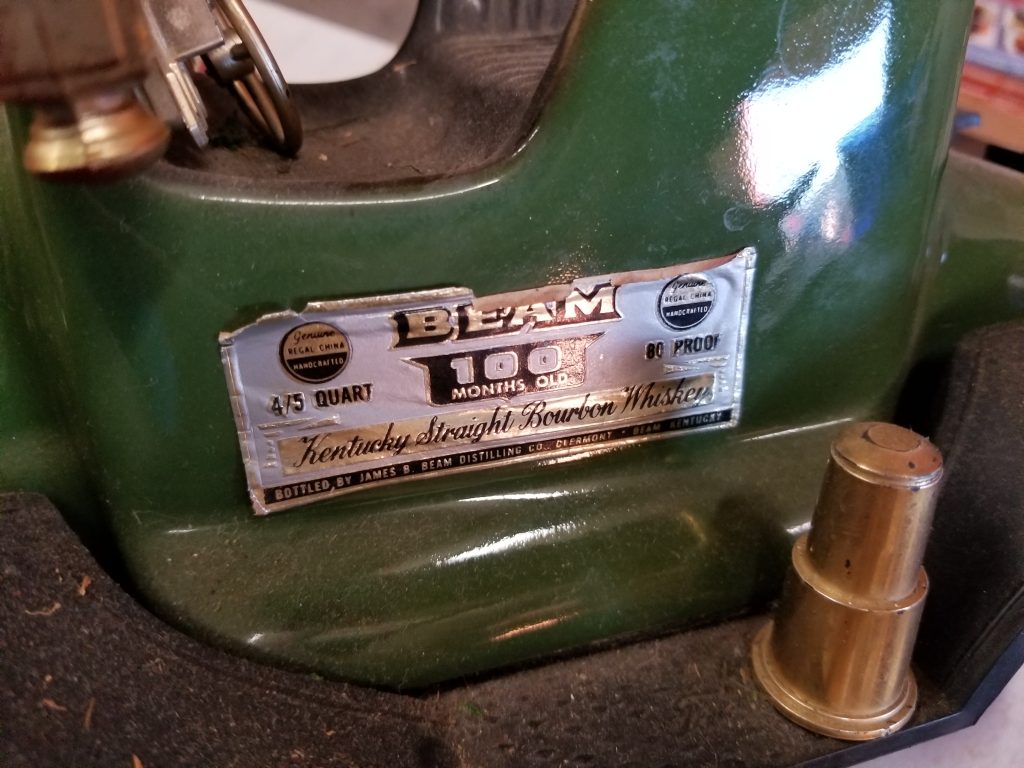 BEAM
Genuine
REGAL CHINA
HANDCRAFTED
Genuine
REGAL CHINA
HANDCRAFTED
100
MONTHS OLD
4/5 QUART
80 PROOF
Kentucky Straight Bourbon Whiskey
BOTTLED BY JAMES B. BEAM DISTILLING CO., CLERMONT • BEAM, KENTUCKY